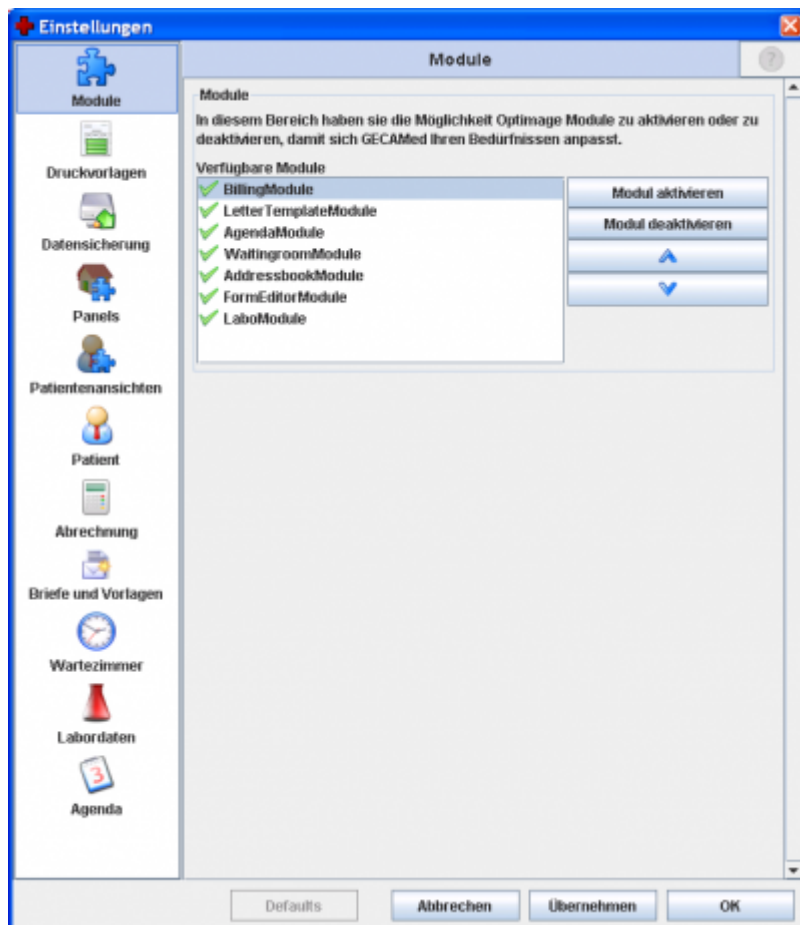 Einstellungen
Module
Module
?
Module
In diesem Bereich haben sie die Möglichkeit Optimage Module zu aktivieren oder zu
deaktivieren, damit sich GECAMed Ihren Bedürfnissen anpasst.
Verfügbare Module
BillingModule
LetterTemplateModule
AgendaModule
WaitingroomModule
AddressbookModule
FormEditorModule
LaboModule
Modul aktivieren
Modul deaktivieren
Druckvorlagen
Datensicherung
Panels
Patientenansichten
Patient
Abrechnung
Briefe und Vorlagen
Wartezimmer
Labordaten
3
Agenda
Defaults
Abbrechen
Übernehmen
OK